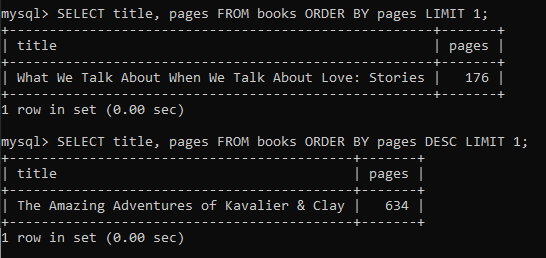 mysql> SELECT title, pages FROM books ORDER BY pages LIMIT 1;
+-----------------------------------------------------+-------+
| title                                               | pages |
+-----------------------------------------------------+-------+
| What We Talk About When We Talk About Love: Stories |   176 |
+-----------------------------------------------------+-------+
1 row in set (0.00 sec)
mysql> SELECT title, pages FROM books ORDER BY pages DESC LIMIT 1;
+-------------------------------------------+-------+
| title                                     | pages |
+-------------------------------------------+-------+
| The Amazing Adventures of Kavalier & Clay |   634 |
+-------------------------------------------+-------+
1 row in set (0.00 sec)